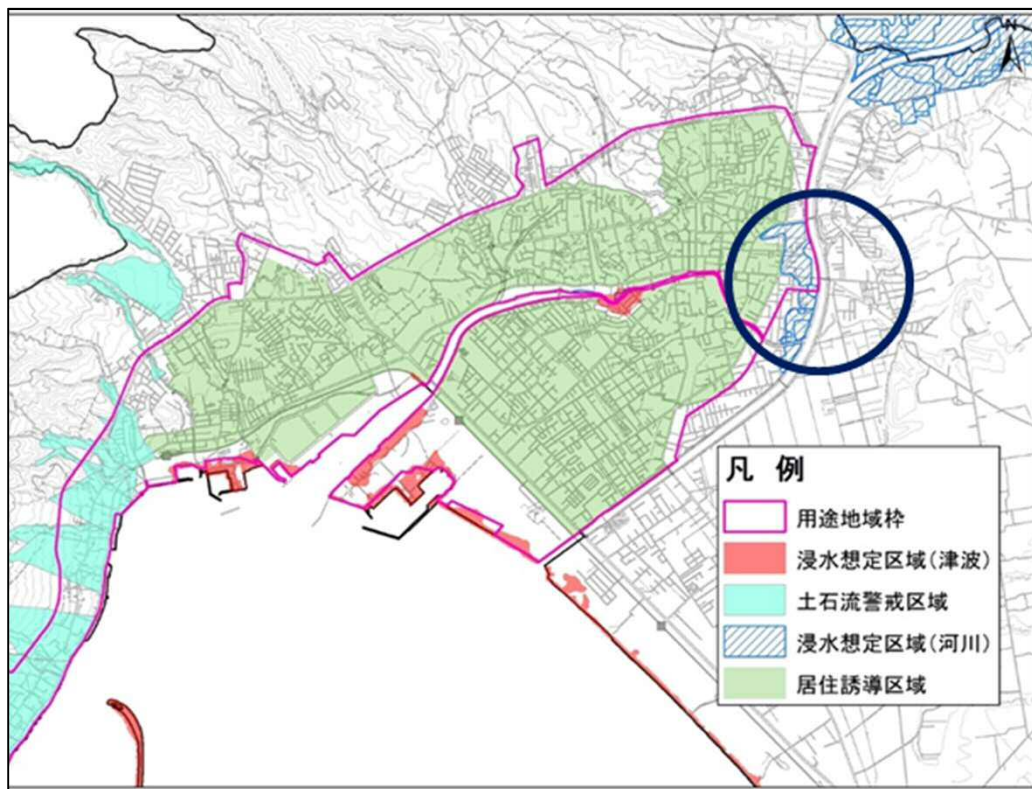 N
凡 例
用途地域枠
浸水想定区域(津波)
土石流警戒区域
浸水想定区域(河川)
居住誘導区域